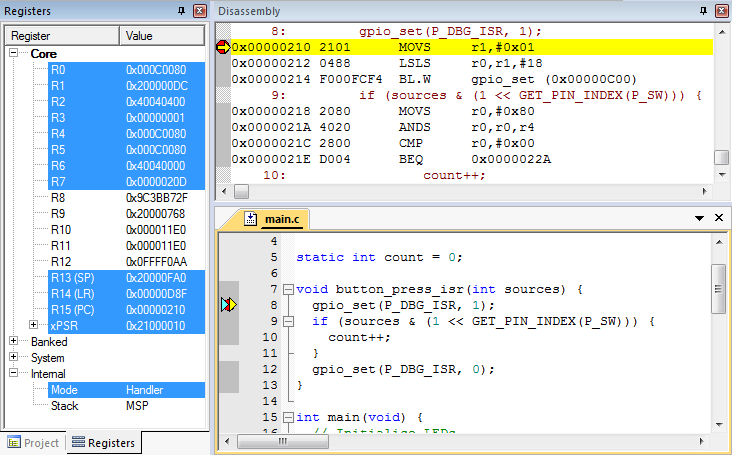 Registers
Register Value
Core
R0 0x000C0080
R1 0x200000DC
R2 0x40040400
R3 0x00000001
R4 0x000C0080
R5 0x000C0080
R6 0x40040000
R7 0x0000020D
R8 0x9C3BB72F
R9 0x20000768
R10 0x000011E0
R11 0x000011E0
R12 0x0FFFF0AA
R13 (SP) 0x20000FA0
R14 (LR) 0x00000D8F
R15 (PC) 0x00000210
xPSR 0x21000010
Banked
System
Internal
Mode Handler
Stack MSP
Project Registers
Disassembly
8: gpio_set(P_DBG_ISR, 1);
0x00000210 2101 MOVS r1,#0x01
0x00000212 0488 LSLS r0,r1,#18
0x00000214 F000FCF4 BL.W gpio_set (0x00000C00)
9: if (sources & (1 << GET_PIN_INDEX(P_SW))) {
0x00000218 2080 MOVS r0,#0x80
0x0000021A 4020 ANDS r0,r0,r4
0x0000021C 2800 CMP r0,#0x00
0x0000021E D004 BEQ 0x0000022A
10: count++;
main.c
4
5 static int count = 0;
6
7 void button_press_isr(int sources) {
8 gpio_set(P_DBG_ISR, 1);
9 if (sources & (1 << GET_PIN_INDEX(P_SW))) {
10 count++;
11 }
12 gpio_set(P_DBG_ISR, 0);
13 }
14
15 int main(void) {
16 // Initialise LEDs